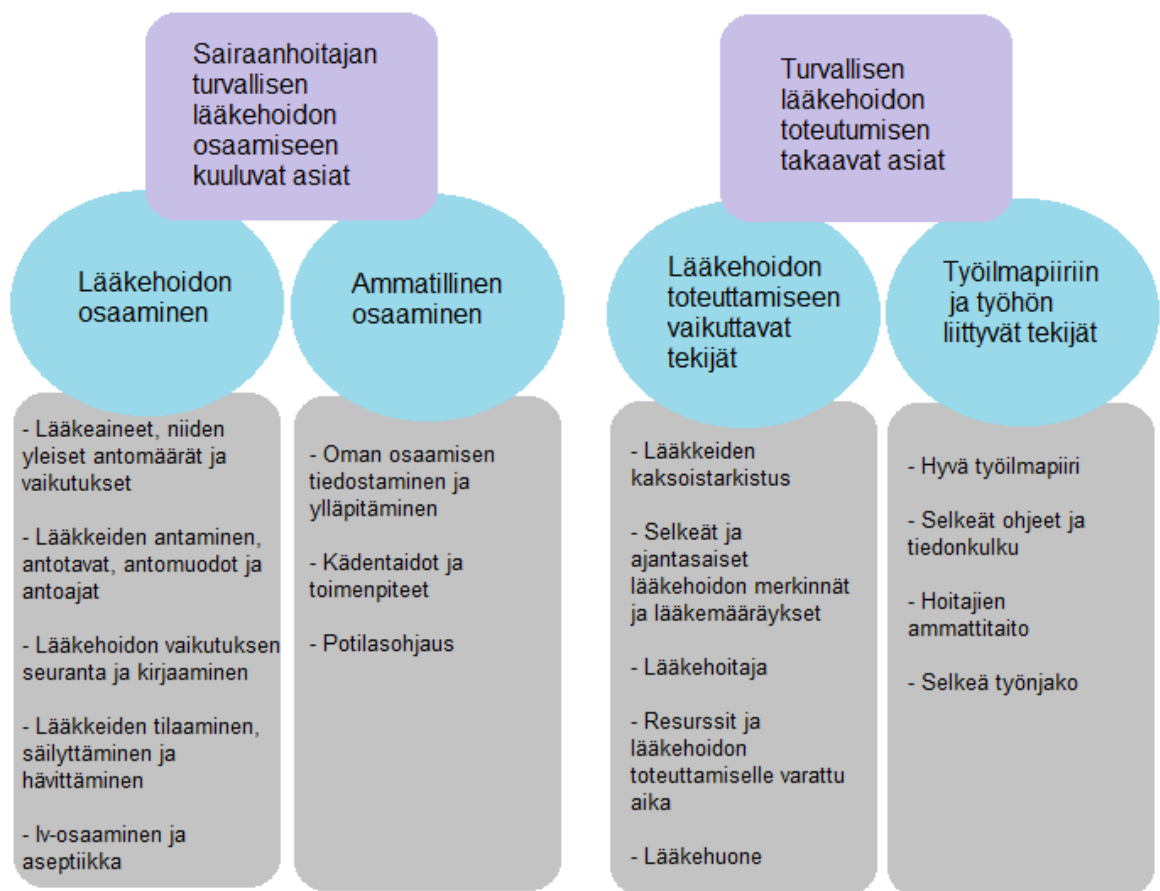 Sairaanhoitajan
turvallisen
lääkehoidon
osaamiseen
kuuluvat asiat
Lääkehoidon
osaaminen
- Lääkeaineet, niiden
yleiset antomäärät ja
vaikutukset
- Lääkkeiden antaminen,
antotavat, antomuodot ja
antoajat
- Lääkehoidon vaikutuksen
seuranta ja kirjaaminen
- Lääkkeiden tilaaminen,
säilyttäminen ja
hävittäminen
- Iv-osaaminen ja
aseptiikka
Ammatillinen
osaaminen
- Oman osaamisen
tiedostaminen ja
ylläpitäminen
- Kädentaidot ja
toimenpiteet
- Potilasohjaus
Turvallisen
lääkehoidon
toteutumisen
takaavat asiat
Lääkehoidon
toteuttamiseen
vaikuttavat
tekijät
- Lääkkeiden
kaksoistarkistus
- Selkeät ja
ajantasaiset
lääkehoidon merkinnät
ja lääkemääräykset
- Lääkehoitaja
- Resurssit ja
lääkehoidon
toteuttamiselle varattu
aika
- Lääkehuone
Työilmapiiriin
ja työhön
liittyvät tekijät
- Hyvä työilmapiiri
- Selkeät ohjeet ja
tiedonkulku
- Hoitajien
ammattitaito
- Selkeä työnjako